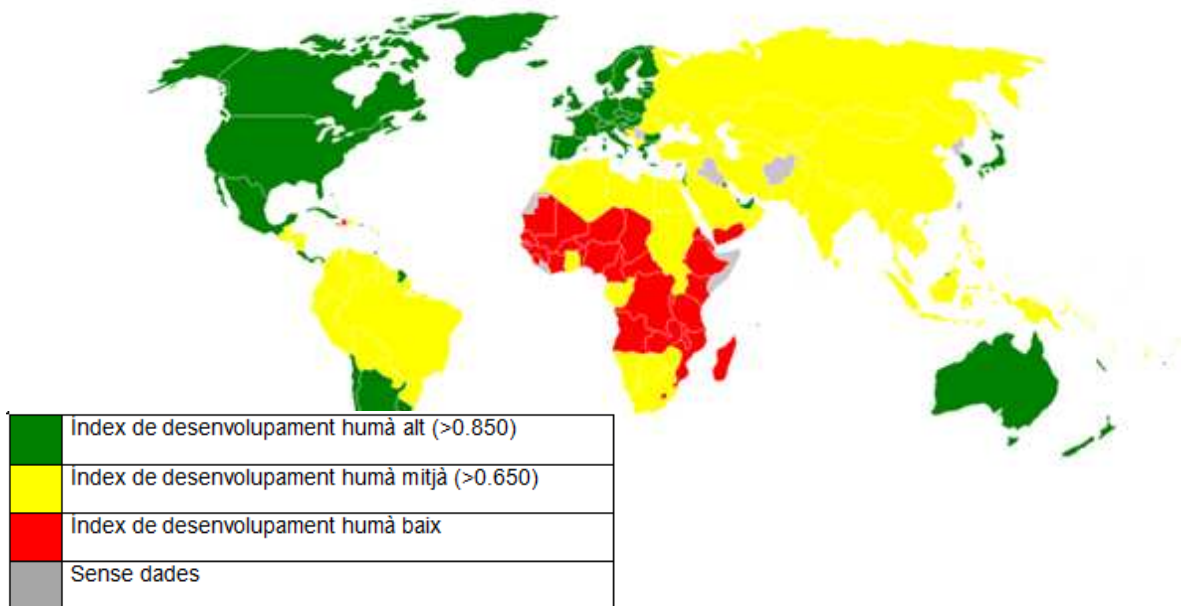 Índex de desenvolupament humà alt (>0.850)
Índex de desenvolupament humà mitjà (>0.650)
Índex de desenvolupament humà baix
Sense dades